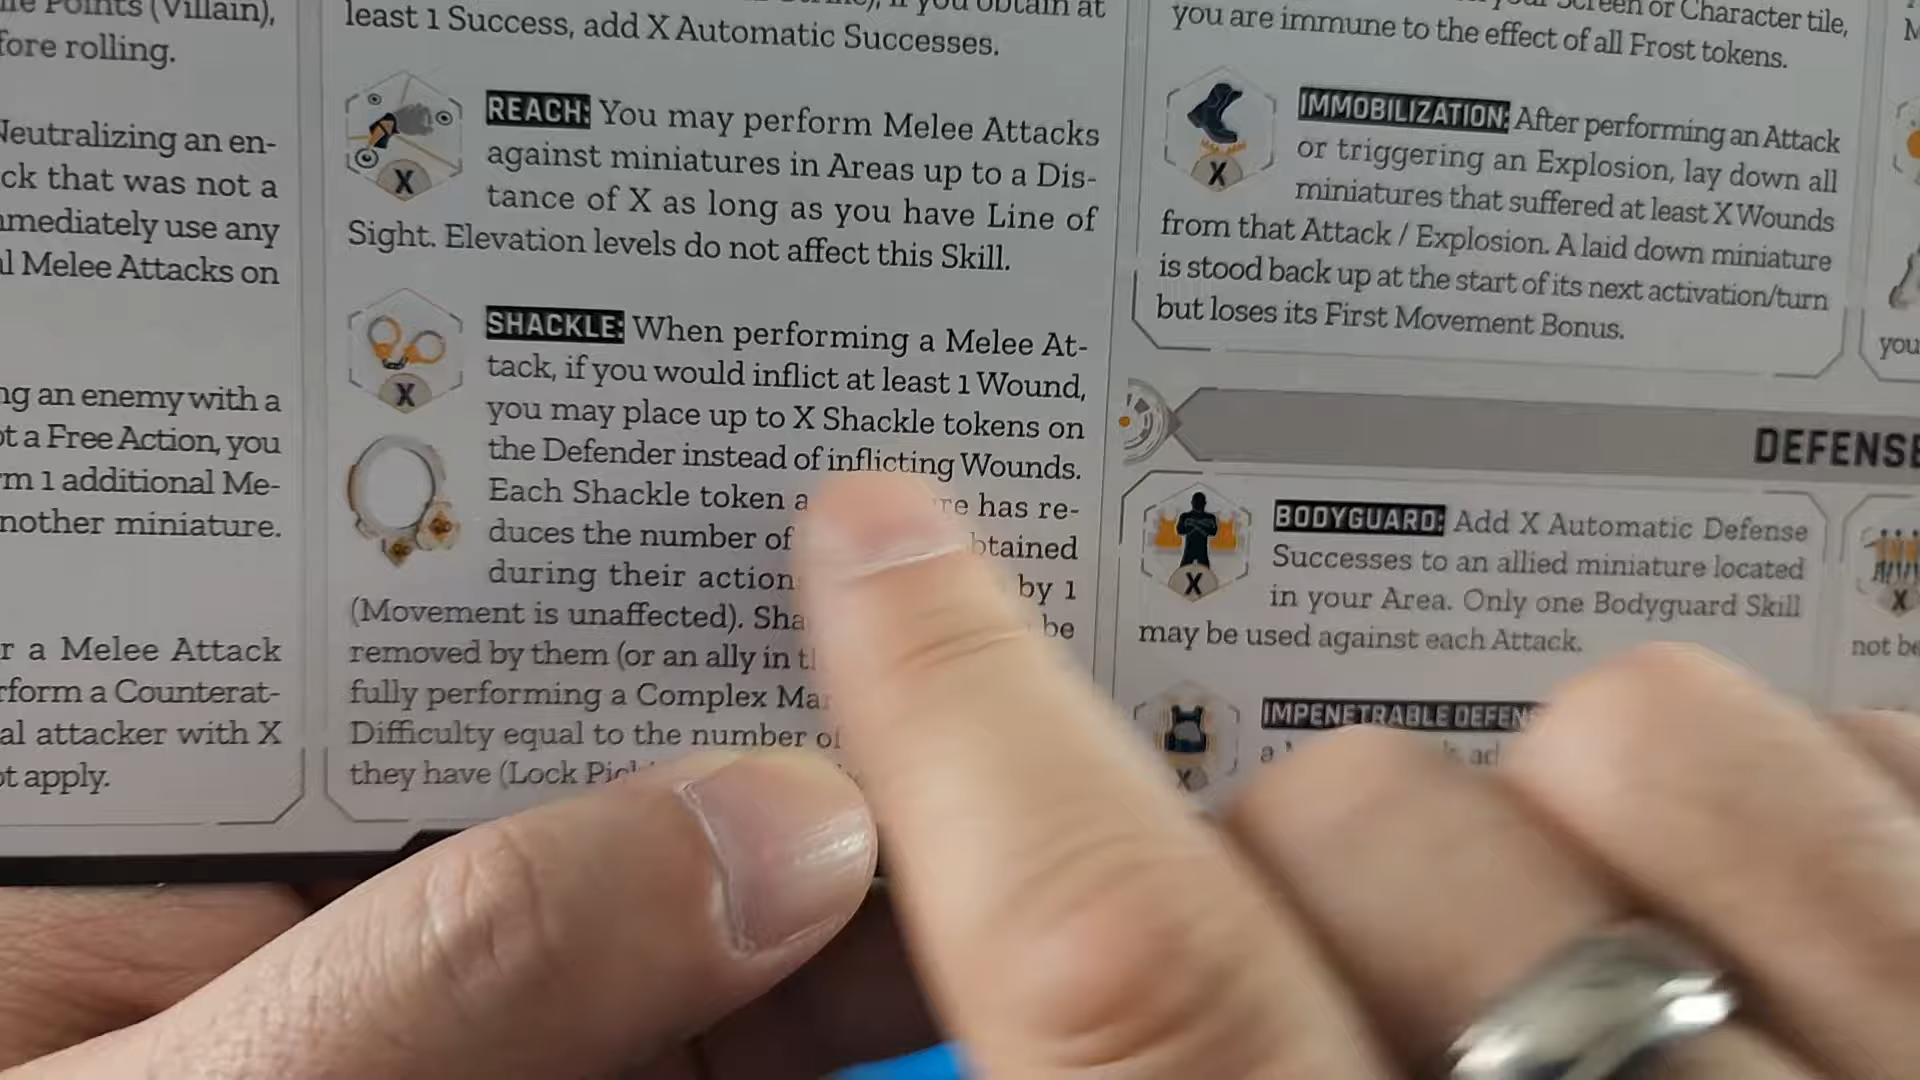 fore rolling.
Neutralizing an en-
ck that was not a
mmediately use any
l Melee Attacks on
ng an enemy with a
ot a Free Action, you
rm 1 additional Me-
nother miniature.
r a Melee Attack
rform a Counterat-
al attacker with X
ot apply.
least 1 Success, add X Automatic Successes.
REACH: You may perform Melee Attacks
against miniatures in Areas up to a Dis-
tance of X as long as you have Line of
Sight. Elevation levels do not affect this Skill.
X
SHACKLE: When performing a Melee At-
tack, if you would inflict at least 1 Wound,
you may place up to X Shackle tokens on
the Defender instead of inflicting Wounds.
Each Shackle token a re has re-
duces the number of btained
during their action by 1
(Movement is unaffected). Sha be
removed by them (or an ally in t
fully performing a Complex Ma
Difficulty equal to the number of
they have (Lock Pic
X
you are immune to the effect of all Frost tokens.
IMMOBILIZATION: After performing an Attack
or triggering an Explosion, lay down all
miniatures that suffered at least X Wounds
from that Attack / Explosion. A laid down miniature
is stood back up at the start of its next activation/turn
but loses its First Movement Bonus.
X
DEFENSE
BODYGUARD: Add X Automatic Defense
Successes to an allied miniature located
in your Area. Only one Bodyguard Skill
may be used against each Attack.
X
IMPENETRABLE DEFEN
X
you
not be
X